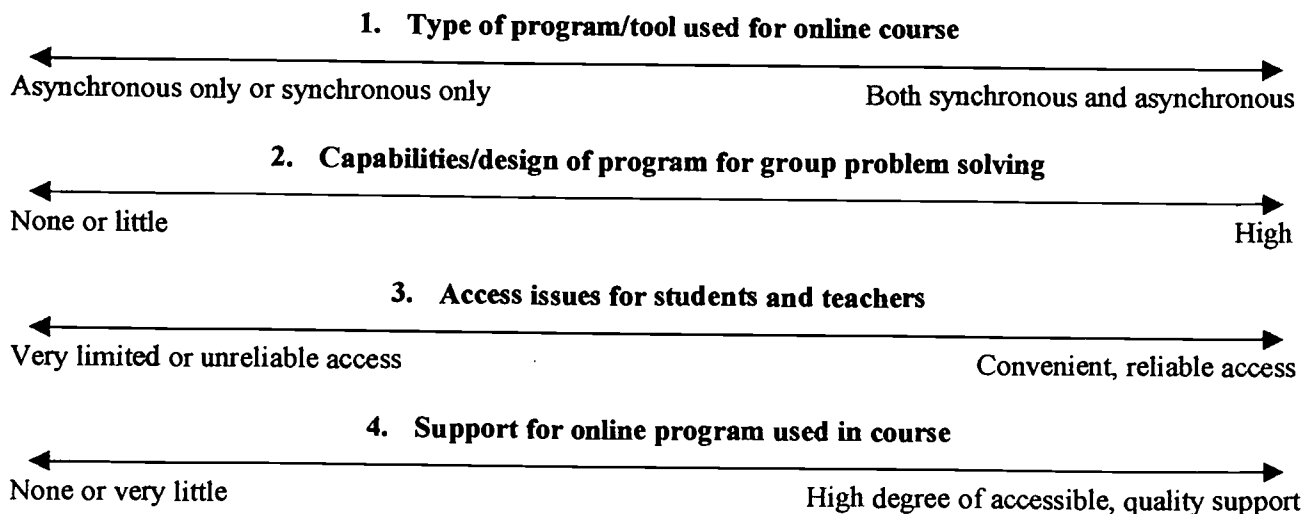 1. Type of program/tool used for online course
Asynchronous only or synchronous only
Both synchronous and asynchronous
2. Capabilities/design of program for group problem solving
None or little
High
3. Access issues for students and teachers
Very limited or unreliable access
Convenient, reliable access
4. Support for online program used in course
None or very little
High degree of accessible, quality support